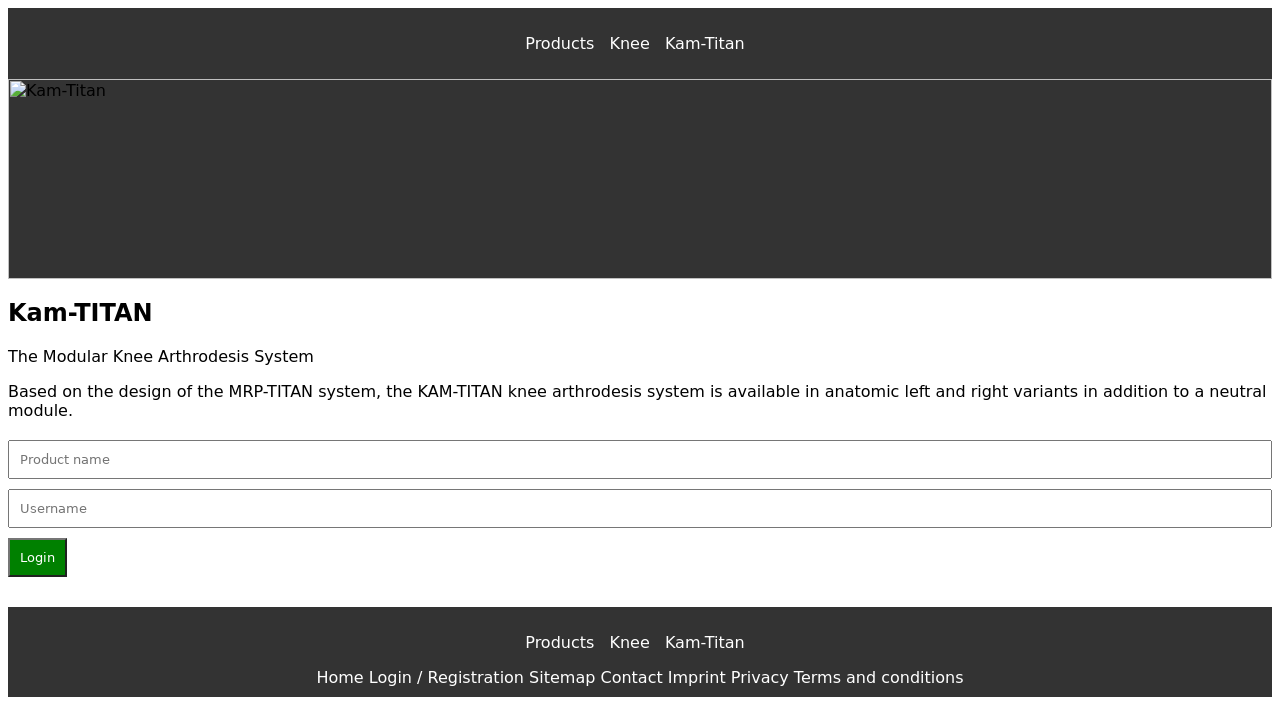 Products Knee Kam-Titan
Kam-Titan
Kam-TITAN
The Modular Knee Arthrodesis System
Based on the design of the MRP-TITAN system, the KAM-TITAN knee arthrodesis system is available in anatomic left and right variants in addition to a neutral
module.
Product name
Username
Login
Products Knee Kam-Titan
Home Login / Registration Sitemap Contact Imprint Privacy Terms and conditions